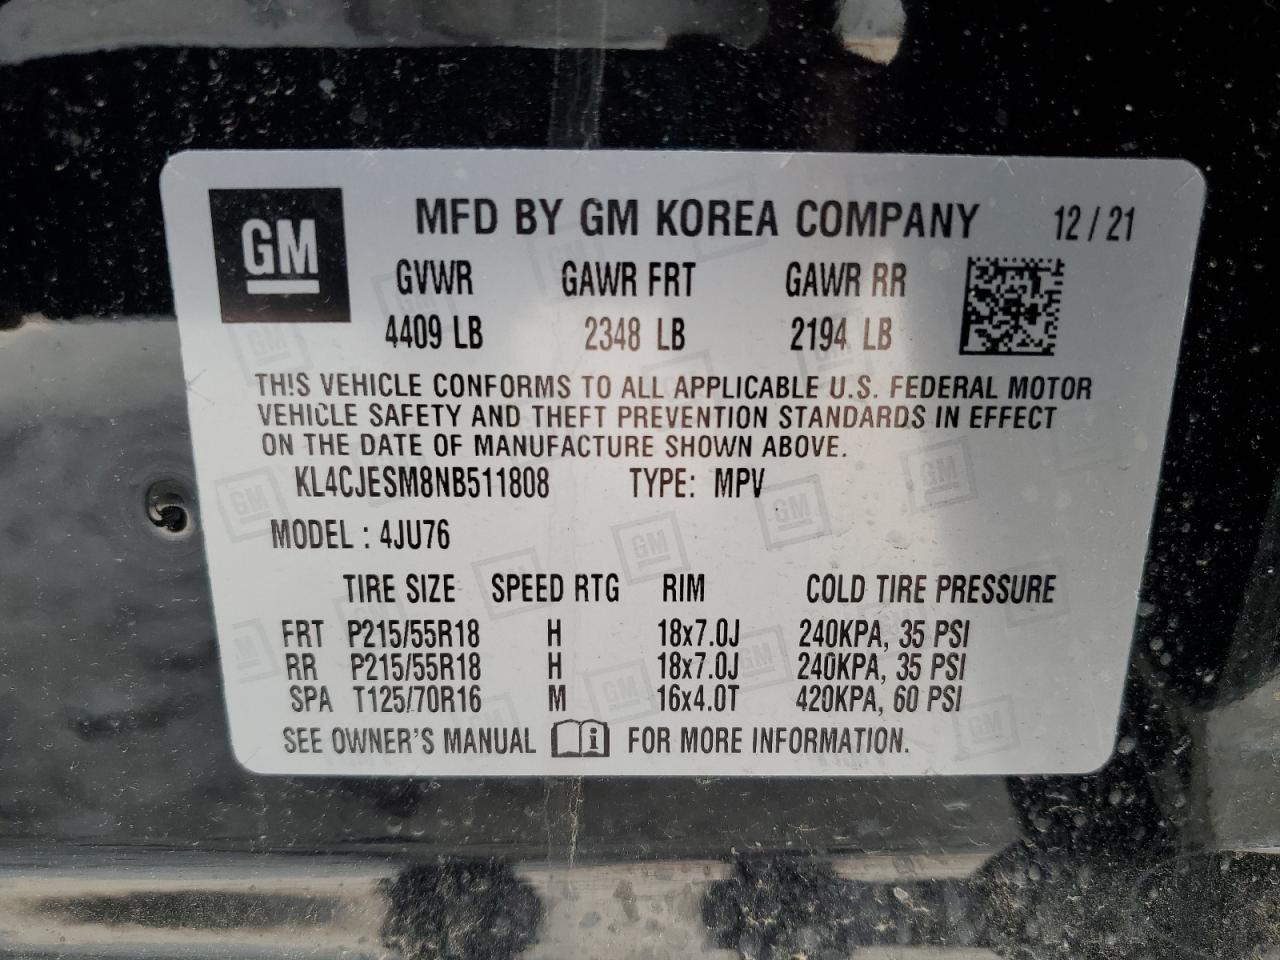 GM
MFD BY GM KOREA COMPANY 12/21
GVWR GAWR FRT GAWR RR
4409 LB 2348 LB 2194 LB
THIS VEHICLE CONFORMS TO ALL APPLICABLE U.S. FEDERAL MOTOR
VEHICLE SAFETY AND THEFT PREVENTION STANDARDS IN EFFECT
ON THE DATE OF MANUFACTURE SHOWN ABOVE.
KL4CJESM8NB511808 TYPE: MPV
MODEL : 4JU76
TIRE SIZE SPEED RTG RIM COLD TIRE PRESSURE
FRT P215/55R18 H 18x7.0J 240KPA, 35 PSI
RR P215/55R18 H 18x7.0J 240KPA, 35 PSI
SPA T125/70R16 M 16x4.0T 420KPA, 60 PSI
SEE OWNER'S MANUAL i FOR MORE INFORMATION.